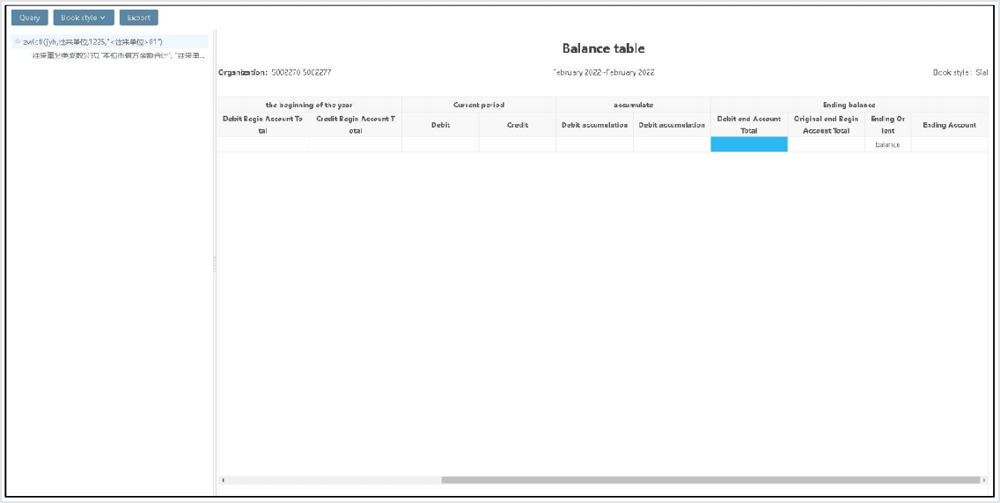 Query Book style Export
zwlcfl(jyh,往来单位,1225,"<往来单位>01")
往来重分类取数公式("本初币借方余额合计", "往来单...
Balance table
Organization: 5002270 5002277 February 2022--February 2022 Book style: Slal
the beginning of the year Current period accumulate Ending balance
Debit Begin Account To
tal
Credit Begin Account T
otal
Debit
Credit
Debit accumulation
Debit accumulation
Debit end Account
Total
Original end Begin
Account Total
Ending Or
ient
Ending Account
balance